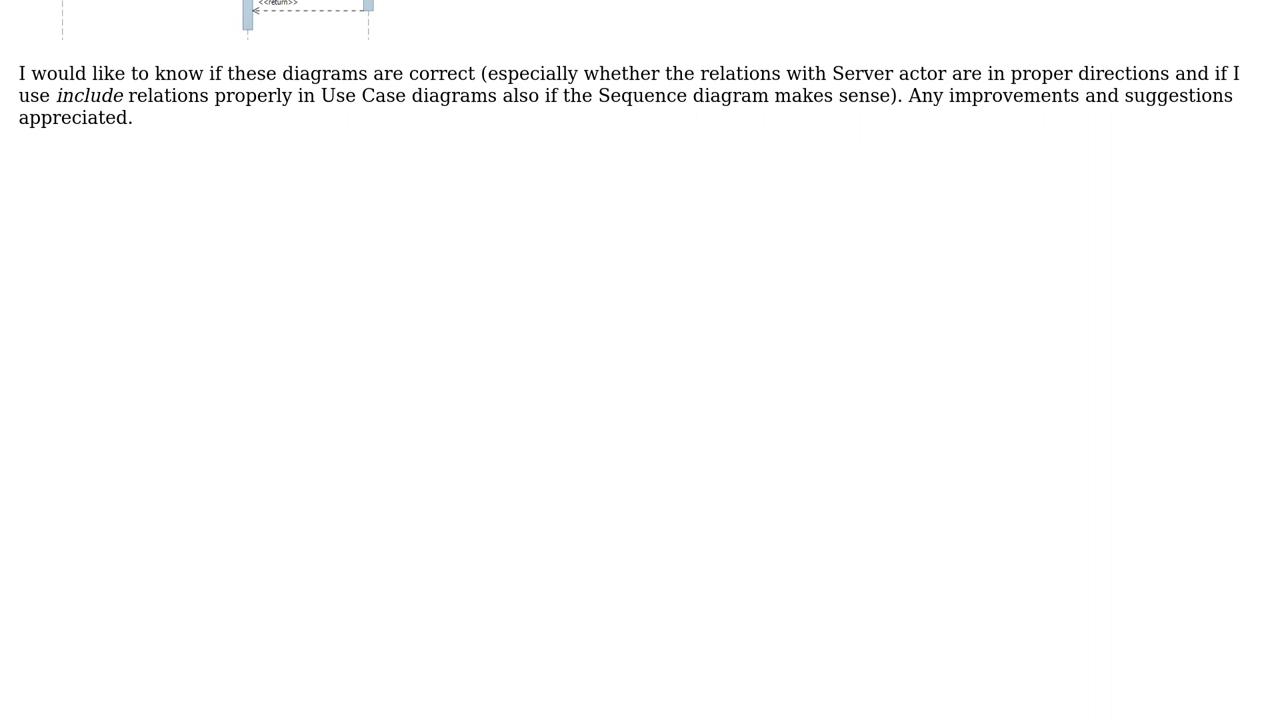 <<return>>
I would like to know if these diagrams are correct (especially whether the relations with Server actor are in proper directions and if I
use include relations properly in Use Case diagrams also if the Sequence diagram makes sense). Any improvements and suggestions
appreciated.